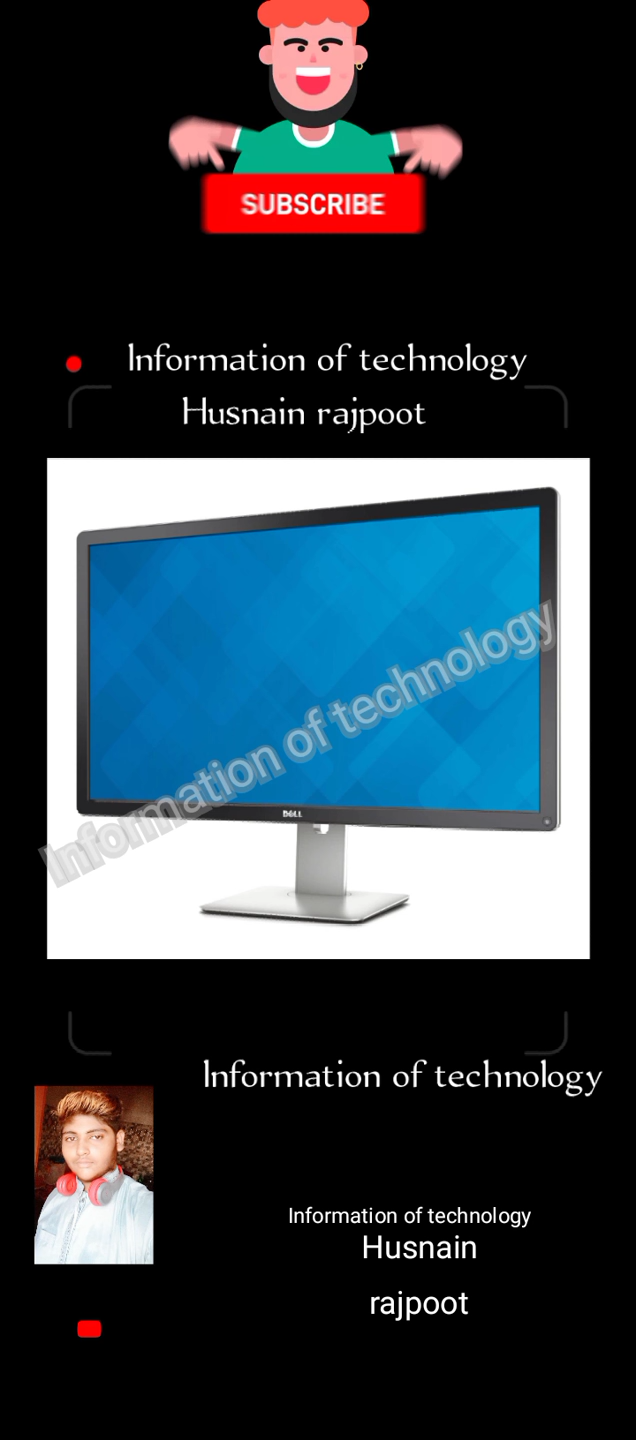 SUBSCRIBE
Information of technology
Husnain rajpoot
Information of technology
DELL
Information of technology
Information of technology
Husnain
rajpoot